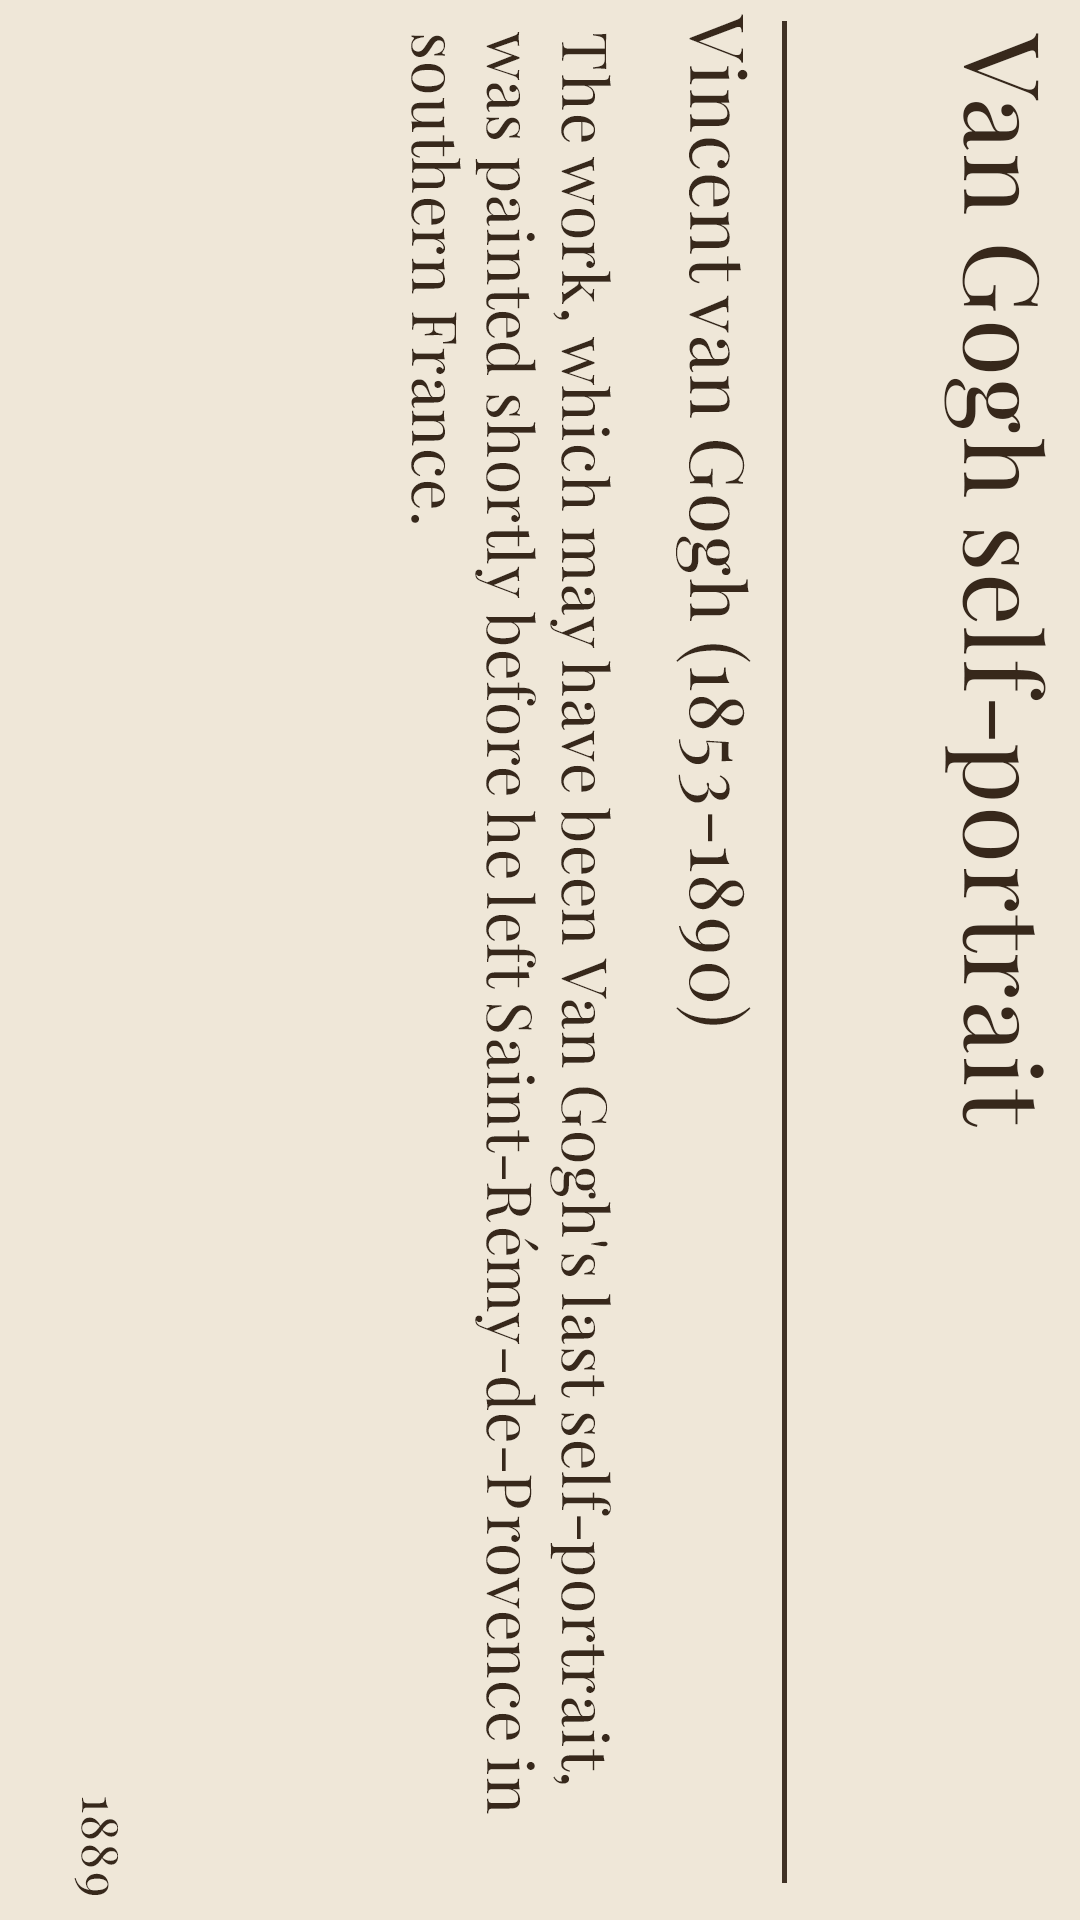 Van Gogh self-portrait
Vincent van Gogh (1853-1890)
The work, which may have been Van Gogh's last self-portrait,
was painted shortly before he left Saint-Rémy-de-Provence in
southern France.
1889